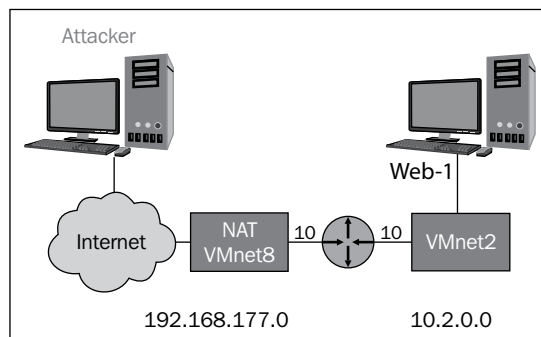 Attacker
Web-1
Internet
NAT
VMnet8
10
10
VMnet2
192.168.177.0
10.2.0.0